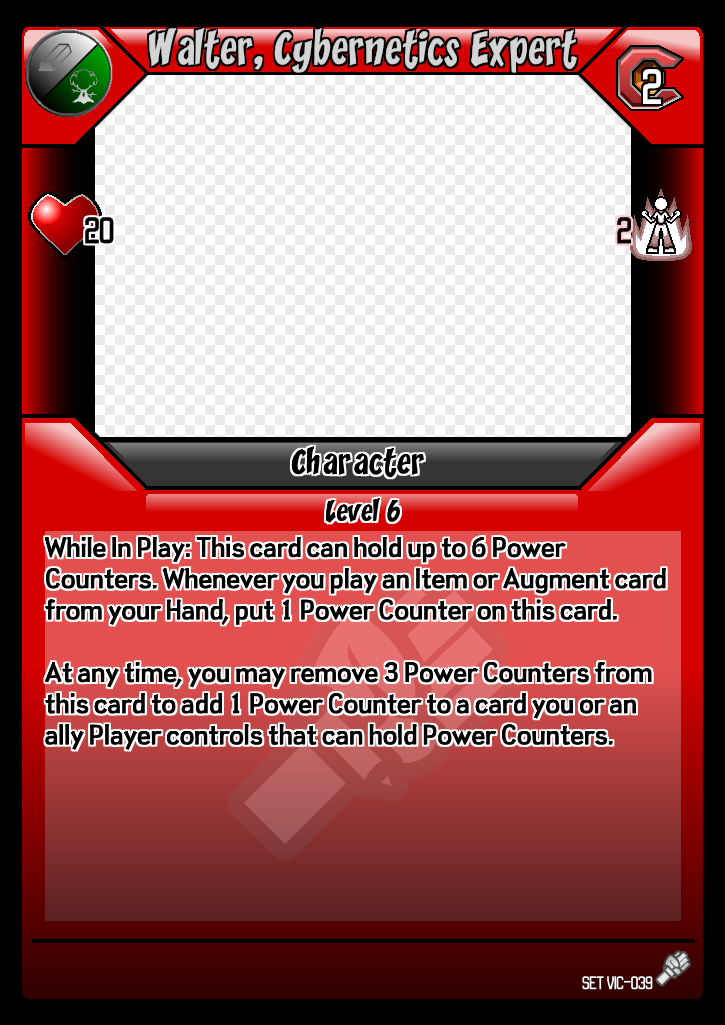 Walter, Cybernetics Expert
2
20
2
Character
Level 6
While In Play: This card can hold up to 6 Power
Counters. Whenever you play an Item or Augment card
from your Hand, put 1 Power Counter on this card.
At any time, you may remove 3 Power Counters from
this card to add 1 Power Counter to a card you or an
ally Player controls that can hold Power Counters.
SET VIC-039